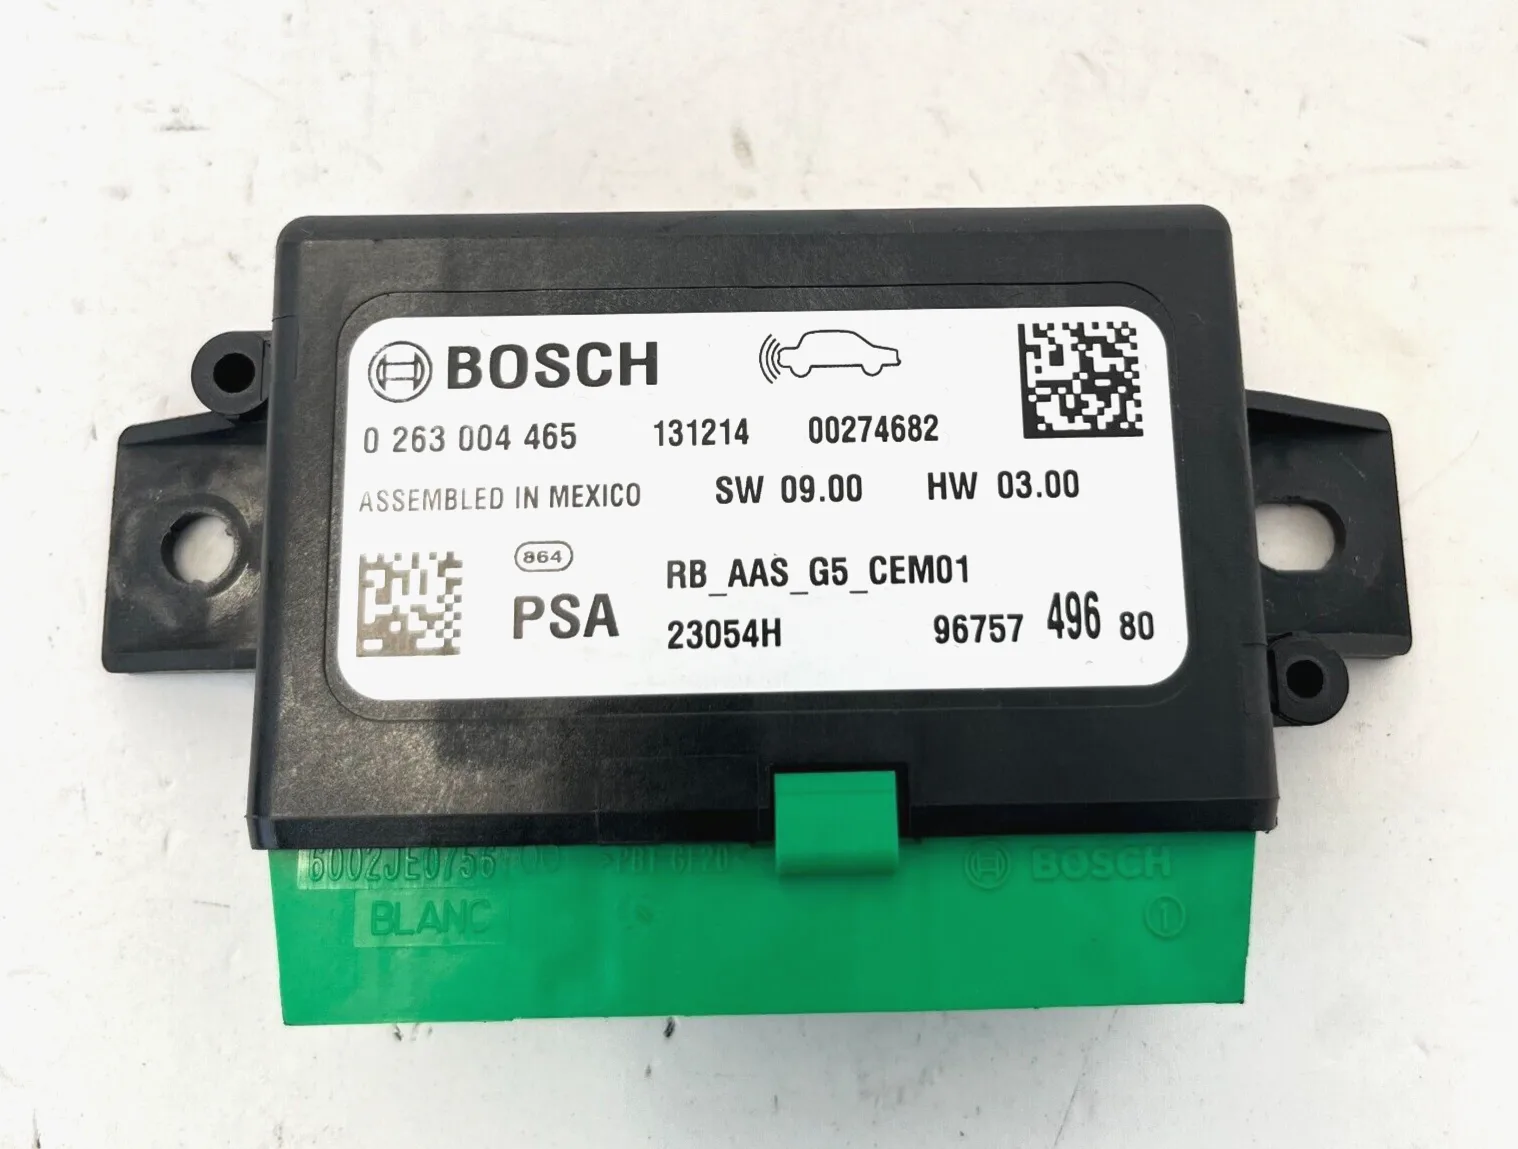 BOSCH
0 263 004 465 131214 00274682
ASSEMBLED IN MEXICO SW 09.00 HW 03.00
864
RB_AAS_G5_CEM01
PSA 23054H 96757 496 80
BOSCH
BLANC 1